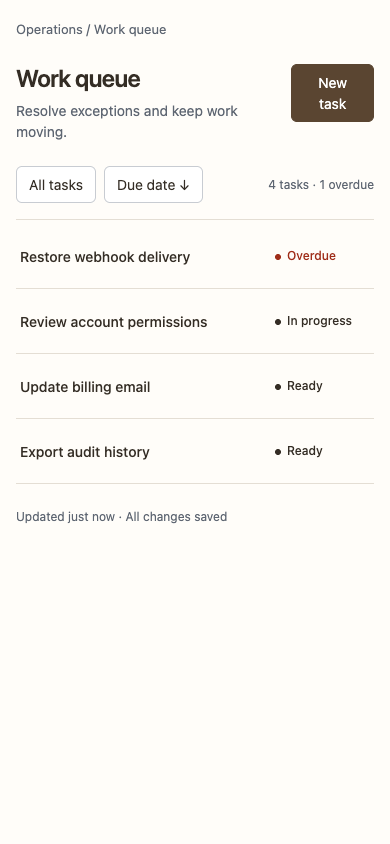 Operations / Work queue
Work queue
Resolve exceptions and keep work
moving.
New
task
All tasks
Due date ↓
4 tasks · 1 overdue
Restore webhook delivery
Overdue
Review account permissions
In progress
Update billing email
Ready
Export audit history
Ready
Updated just now · All changes saved